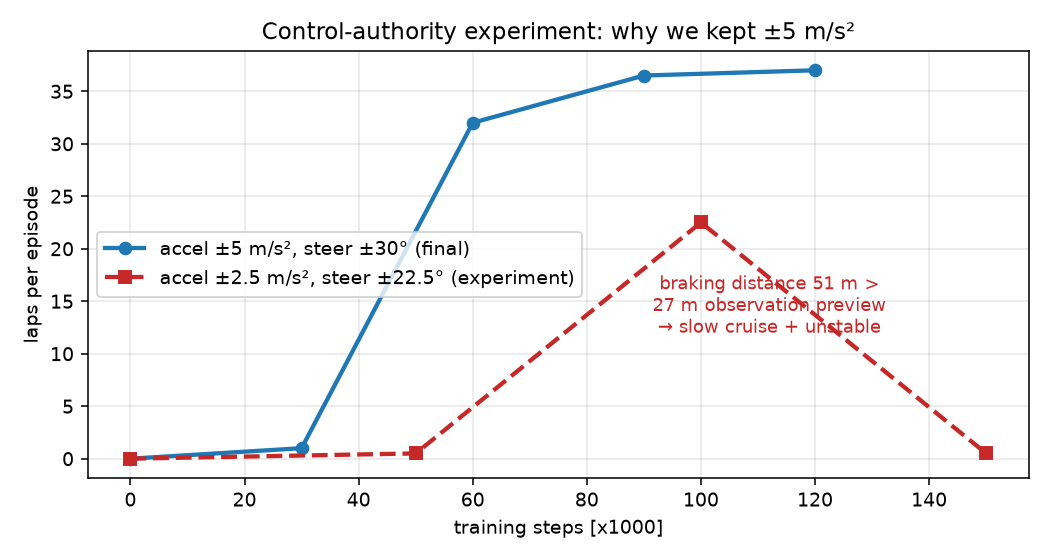 Control-authority experiment: why we kept ±5 m/s²
laps per episode
35
30
25
20
15
10
5
0
accel ±5 m/s², steer ±30° (final)
accel ±2.5 m/s², steer ±22.5° (experiment)
braking distance 51 m >
27 m observation preview
→ slow cruise + unstable
0 20 40 60 80 100 120 140
training steps [x1000]